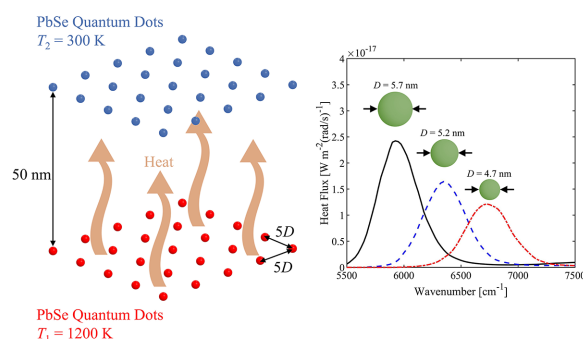 PbSe Quantum Dots
T₂ = 300 K
50 nm
Heat
5D
5D
PbSe Quantum Dots
T₁ = 1200 K
×10⁻¹⁷
4
3.5
3
2.5
2
1.5
1
0.5
0
Heat Flux [W m⁻²(rad/s)⁻¹]
D = 5.7 nm
D = 5.2 nm
D = 4.7 nm
5500
6000
6500
7000
7500
Wavenumber [cm⁻¹]